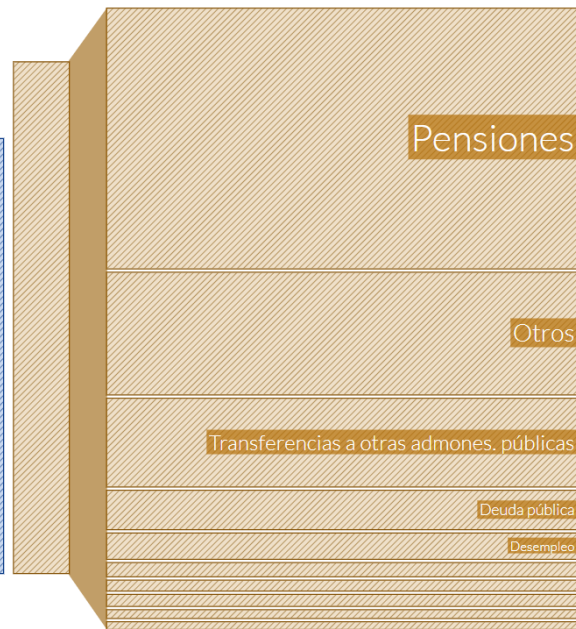 Pensiones
Otros
Transferencias a otras admones. públicas
Deuda pública
Desempleo